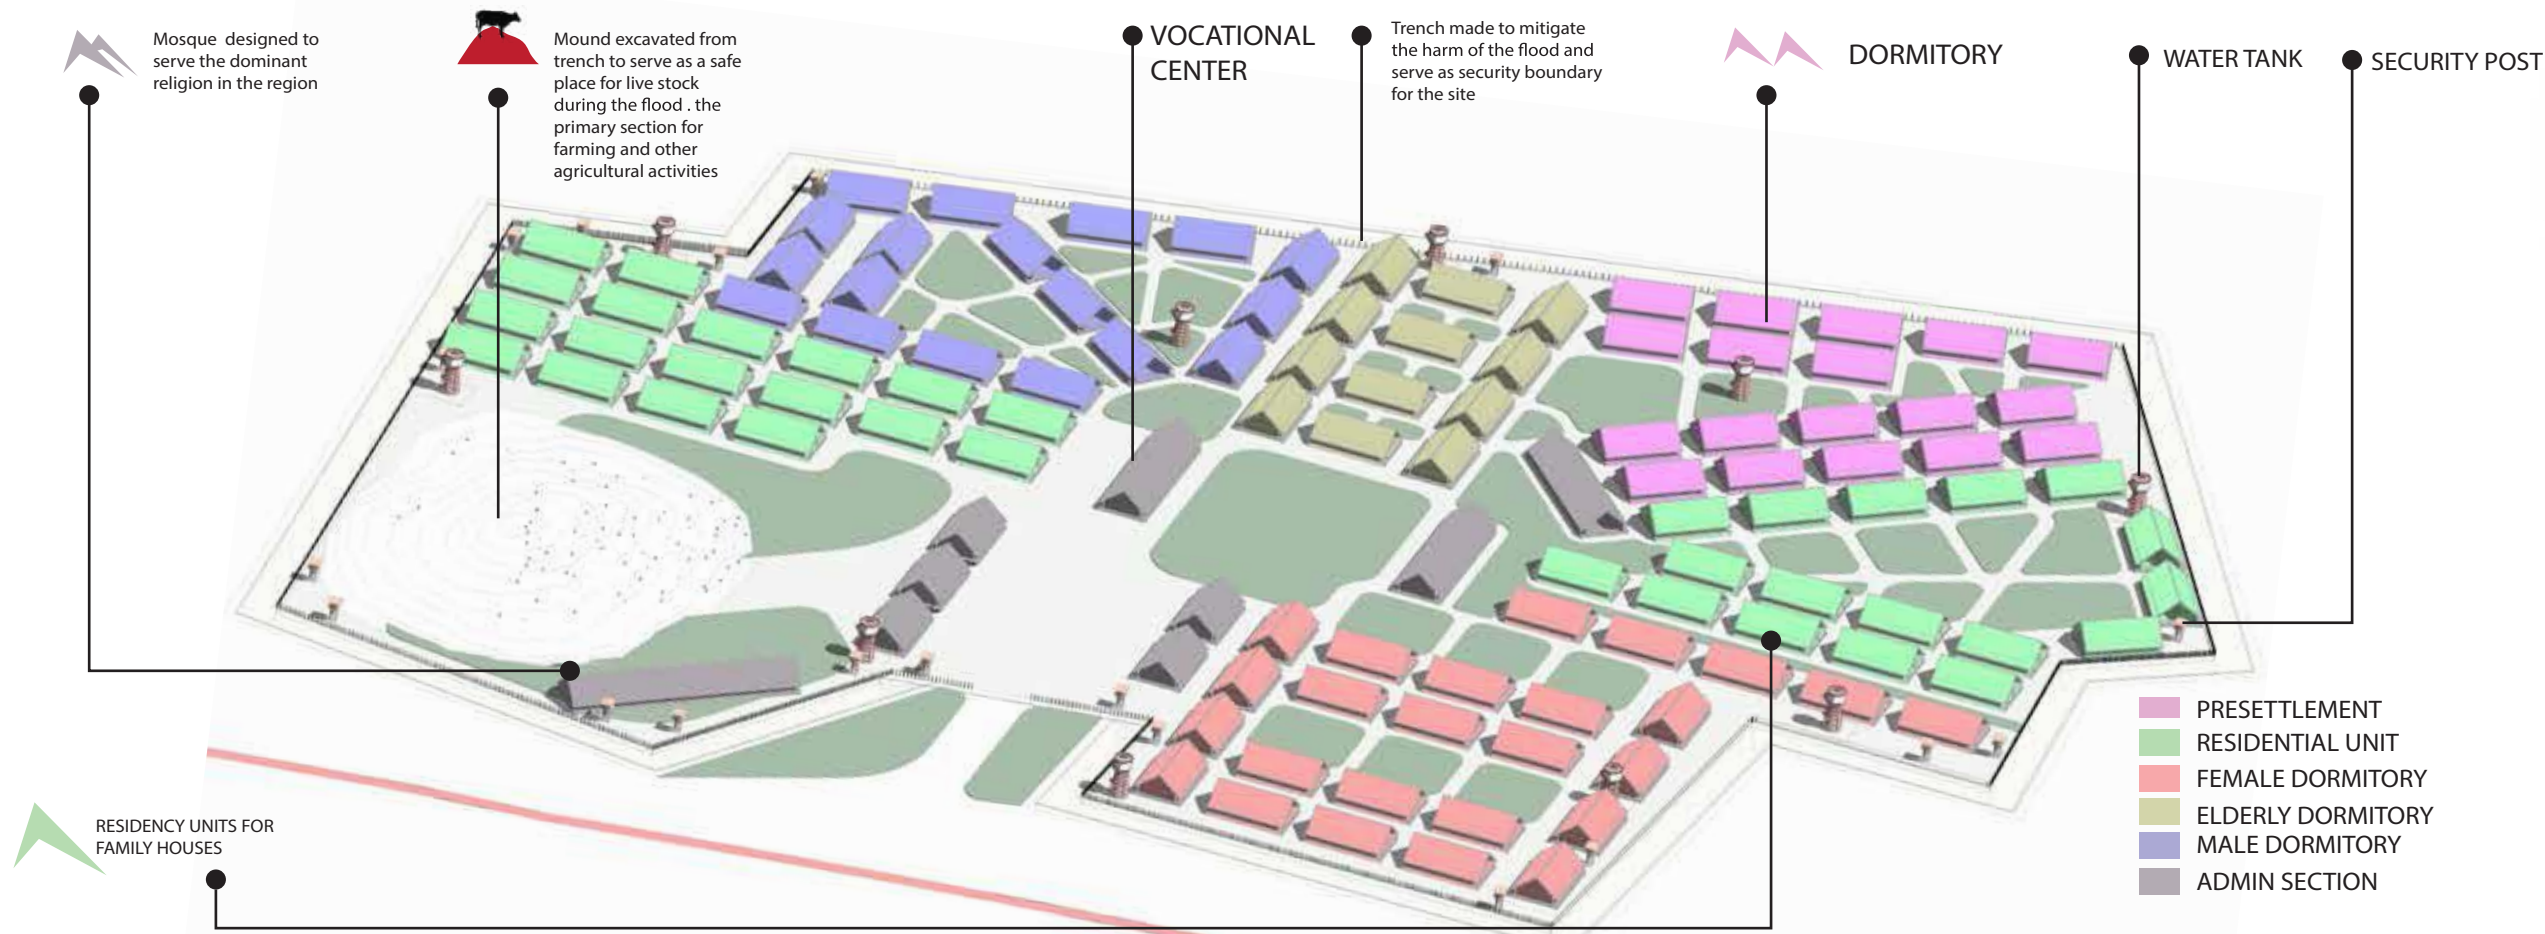 Mosque designed to
serve the dominant
religion in the region
Mound excavated from
trench to serve as a safe
place for live stock
during the flood . the
primary section for
farming and other
agricultural activities
VOCATIONAL
CENTER
Trench made to mitigate
the harm of the flood and
serve as security boundary
for the site
DORMITORY
WATER TANK
SECURITY POST
RESIDENCY UNITS FOR
FAMILY HOUSES
PRESETTLEMENT
RESIDENTIAL UNIT
FEMALE DORMITORY
ELDERLY DORMITORY
MALE DORMITORY
ADMIN SECTION